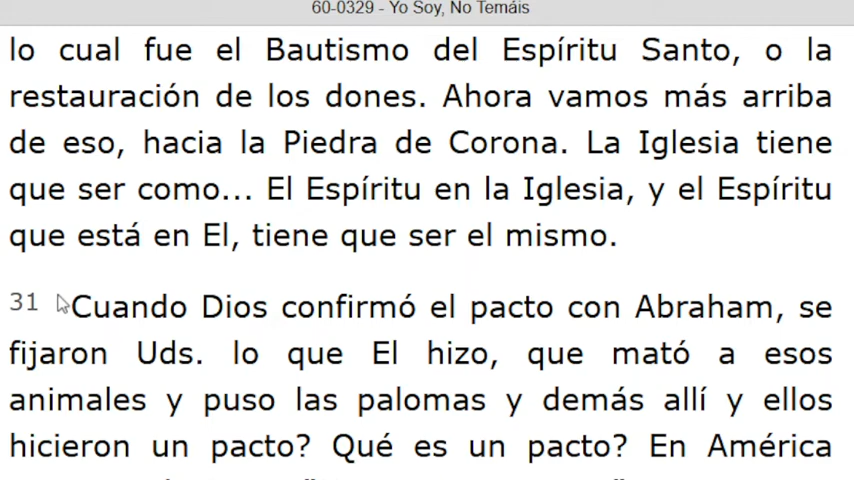 60-0329 - Yo Soy, No Temáis
lo cual fue el Bautismo del Espíritu Santo, o la
restauración de los dones. Ahora vamos más arriba
de eso, hacia la Piedra de Corona. La Iglesia tiene
que ser como... El Espíritu en la Iglesia, y el Espíritu
que está en El, tiene que ser el mismo.
31 Cuando Dios confirmó el pacto con Abraham, se
fijaron Uds. lo que El hizo, que mató a esos
animales y puso las palomas y demás allí y ellos
hicieron un pacto? Qué es un pacto? En América